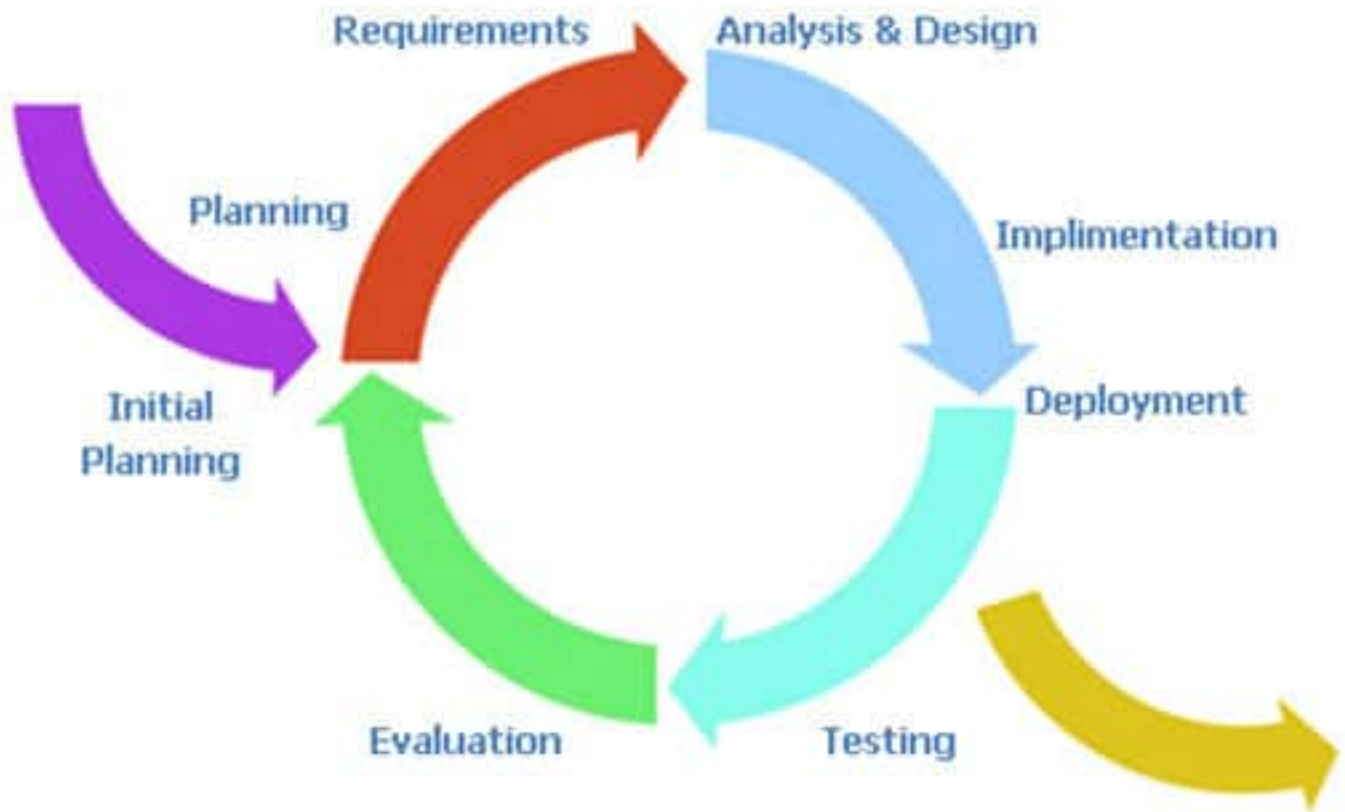 Requirements
Analysis & Design
Planning
Implimentation
Initial
Planning
Deployment
Evaluation
Testing